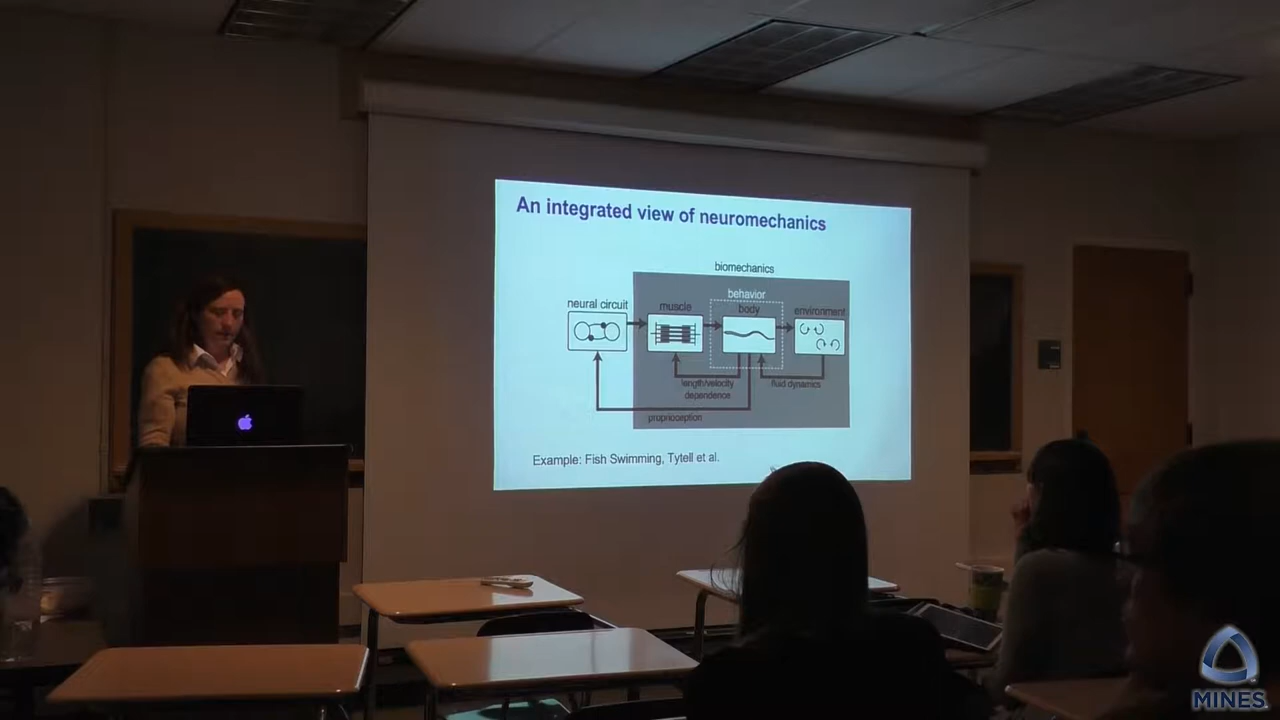 An integrated view of neuromechanics
biomechanics
behavior
neural circuit
muscle
body
environment
length/velocity
dependence
fluid dynamics
proprioception
Example: Fish Swimming, Tytell et al.
MINES